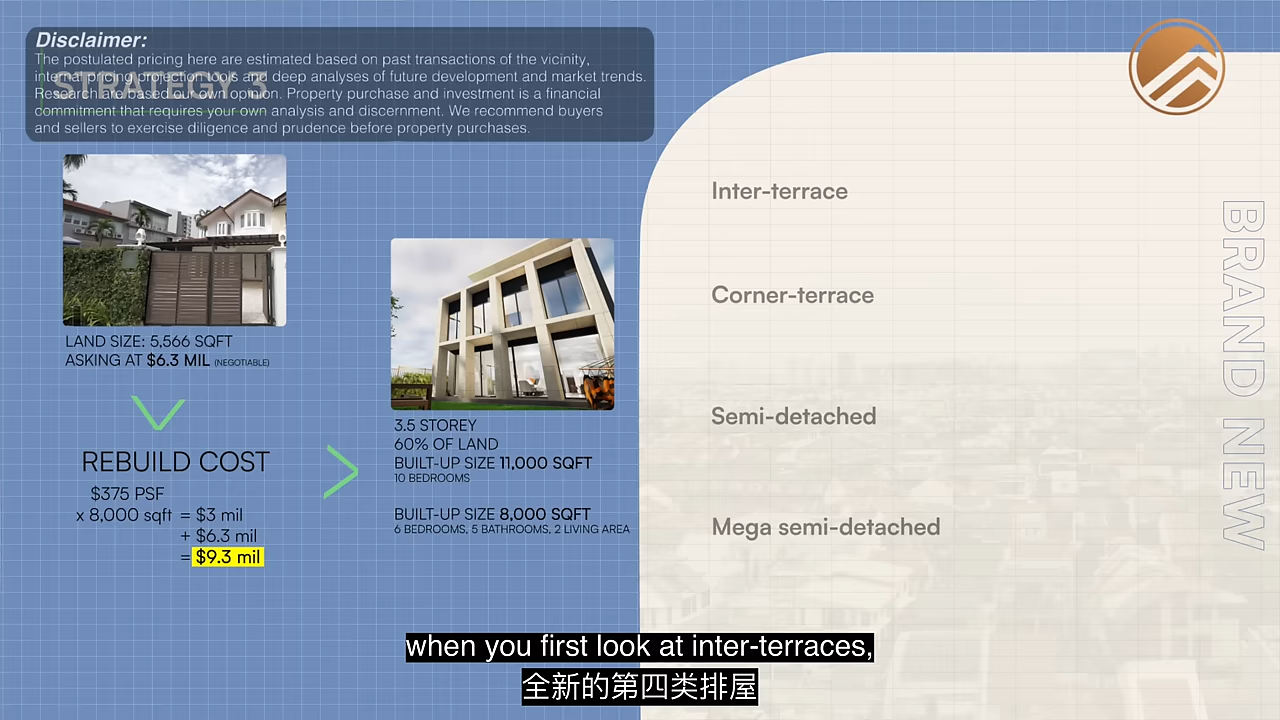 Disclaimer:
The postulated pricing here are estimated based on past transactions of the vicinity,
internal pricing projection tools and deep analyses of future development and market trends.
Research are based our own opinion. Property purchase and investment is a financial
commitment that requires your own analysis and discernment. We recommend buyers
and sellers to exercise diligence and prudence before property purchases.
STRATEGY 3
LAND SIZE: 5,566 SQFT
ASKING AT $6.3 MIL (NEGOTIABLE)
REBUILD COST
$375 PSF
x 8,000 sqft = $3 mil
+ $6.3 mil
= $9.3 mil
3.5 STOREY
60% OF LAND
BUILT-UP SIZE 11,000 SQFT
10 BEDROOMS
BUILT-UP SIZE 8,000 SQFT
6 BEDROOMS, 5 BATHROOMS, 2 LIVING AREA
Inter-terrace
Corner-terrace
Semi-detached
Mega semi-detached
BRAND NEW
when you first look at inter-terraces,
全新的第四类排屋